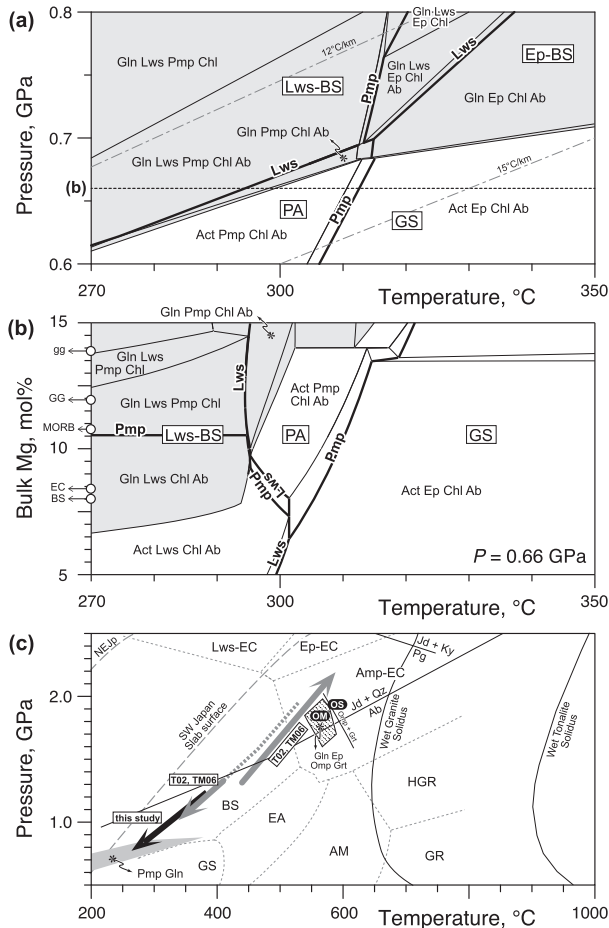 (a)
0.8
Gln Lws
Ep Chl
12°C/km
Gln Lws Pmp Chl
Lws-BS
Pmp
Gln Lws
Ep Chl
Ab
Lws
Ep-BS
Gln Ep Chl Ab
Pressure, GPa
0.7
Gln Pmp Chl Ab
*
Gln Lws Pmp Chl Ab
Lws
15°C/km
(b)
PA
Pmp
GS
Act Ep Chl Ab
Act Pmp Chl Ab
0.6
270
300
Temperature, °C
350
(b)
Gln Pmp Chl Ab
*
15
gg
Gln Lws
Pmp Chl
Lws
GG
Gln Lws Pmp Chl
Act Pmp
Chl Ab
MORB
Pmp
Lws-BS
PA
Pmp
GS
10
Bulk Mg, mol%
EC
BS
Gln Lws Chl Ab
Lws
Pmp
Act Ep Chl Ab
Act Lws Chl Ab
Lws
P = 0.66 GPa
5
270
300
Temperature, °C
350
(c)
NEJp
Lws-EC
Ep-EC
Jd + Ky
Pg
Amp-EC
2.0
SW Japan
Slab surface
Jd + Qz
Ab
OS
OM
Omp + Grt
*
T02, TM06
Gln Ep
Omp Grt
Wet Granite
Solidus
Wet Tonalite
Solidus
T02, TM06
HGR
BS
this study
EA
Pressure, GPa
1.0
AM
GR
*
GS
Pmp Gln
200
400
600
Temperature, °C
1000